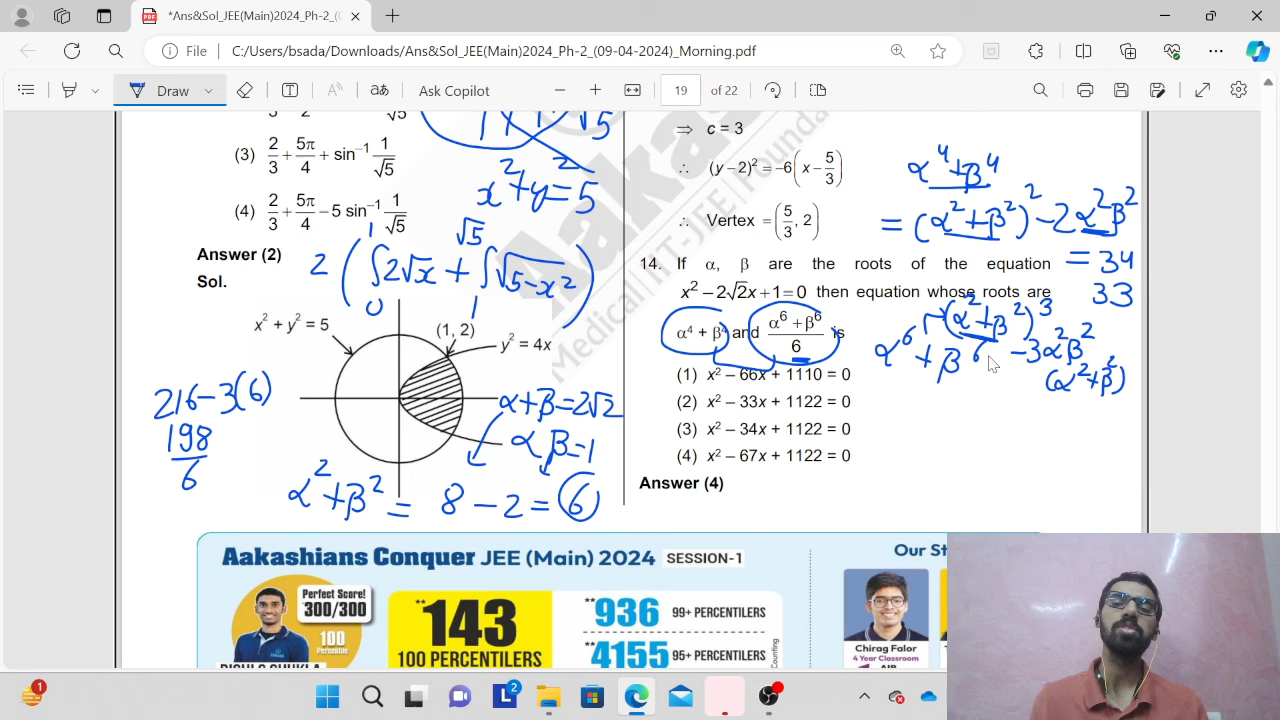 *Ans&Sol_JEE(Main)2024_Ph-2_(
File
C:/Users/bsada/Downloads/Ans&Sol_JEE(Main)2024_Ph-2_(09-04-2024)_Morning.pdf
Draw
Ask Copilot
19 of 22
(3) 2/3 + 5π/4 + sin⁻¹ 1/√5
(4) 2/3 + 5π/4 − 5 sin⁻¹ 1/√5
Answer (2)
Sol.
x² + y² = 5
(1, 2)
y² = 4x
√5
x² + y² = 5
2 ( ∫₀¹ 2√x + ∫₁^√5 √5−x² )
216 − 3(6)
198/6
α + β = 2√2
αβ = 1
α² + β² = 8 − 2 = 6
⇒ c = 3
∴ (y − 2)² = −6(x − 5/3)
∴ Vertex = (5/3, 2)
14. If α, β are the roots of the equation
x² − 2√2x + 1 = 0 then equation whose roots are
α⁴ + β⁴ and (α⁶ + β⁶)/6 is
(1) x² − 66x + 1110 = 0
(2) x² − 33x + 1122 = 0
(3) x² − 34x + 1122 = 0
(4) x² − 67x + 1122 = 0
Answer (4)
α⁴ + β⁴
= (α² + β²)² − 2α²β²
= 34
33
(α² + β²)³
α⁶ + β⁶ − 3α²β²
(α² + β²)
Aakashians Conquer JEE (Main) 2024 SESSION-1
Our St
Perfect Score!
300/300
100
Percentile
**143
100 PERCENTILERS
**936 99+ PERCENTILERS
**4155 95+ PERCENTILERS
Chirag Falor
4 Year Classroom
1
2